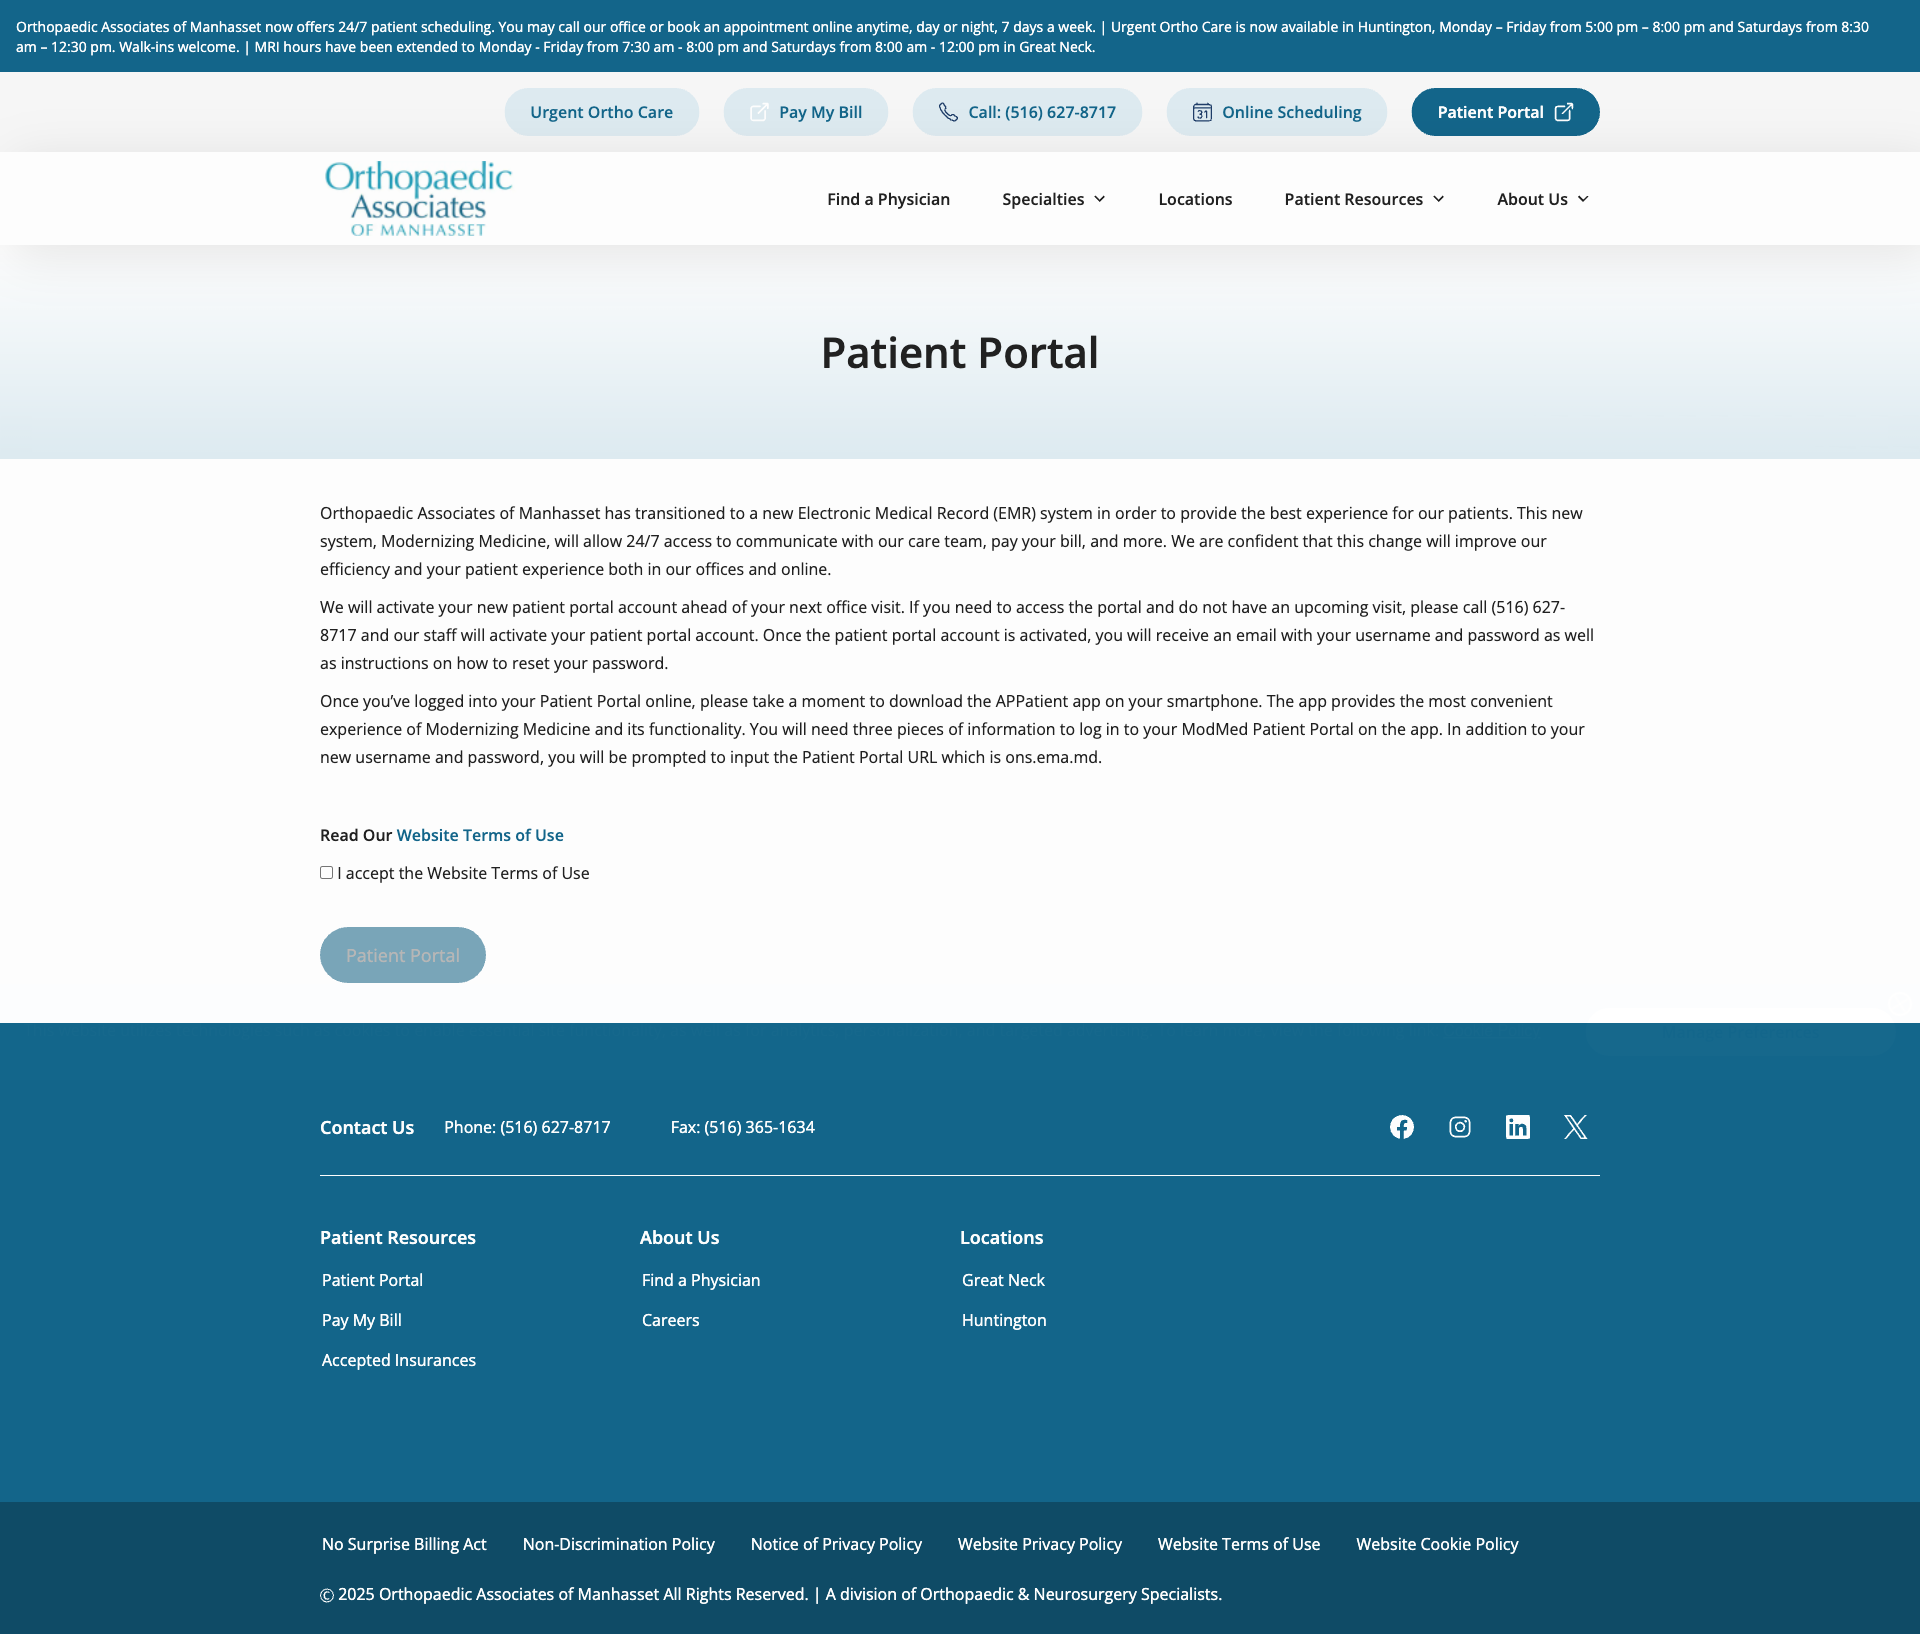 Orthopaedic Associates of Manhasset now offers 24/7 patient scheduling. You may call our office or book an appointment online anytime, day or night, 7 days a week. | Urgent Ortho Care is now available in Huntington, Monday – Friday from 5:00 pm – 8:00 pm and Saturdays from 8:30
am – 12:30 pm. Walk-ins welcome. | MRI hours have been extended to Monday - Friday from 7:30 am - 8:00 pm and Saturdays from 8:00 am - 12:00 pm in Great Neck.
Urgent Ortho Care
Pay My Bill
Call: (516) 627-8717
31 Online Scheduling
Patient Portal
Orthopaedic
Associates
OF MANHASSET
Find a Physician
Specialties
Locations
Patient Resources
About Us
Patient Portal
Orthopaedic Associates of Manhasset has transitioned to a new Electronic Medical Record (EMR) system in order to provide the best experience for our patients. This new
system, Modernizing Medicine, will allow 24/7 access to communicate with our care team, pay your bill, and more. We are confident that this change will improve our
efficiency and your patient experience both in our offices and online.
We will activate your new patient portal account ahead of your next office visit. If you need to access the portal and do not have an upcoming visit, please call (516) 627-
8717 and our staff will activate your patient portal account. Once the patient portal account is activated, you will receive an email with your username and password as well
as instructions on how to reset your password.
Once you’ve logged into your Patient Portal online, please take a moment to download the APPatient app on your smartphone. The app provides the most convenient
experience of Modernizing Medicine and its functionality. You will need three pieces of information to log in to your ModMed Patient Portal on the app. In addition to your
new username and password, you will be prompted to input the Patient Portal URL which is ons.ema.md.
Read Our Website Terms of Use
I accept the Website Terms of Use
Patient Portal
Contact Us
Phone: (516) 627-8717
Fax: (516) 365-1634
Patient Resources
Patient Portal
Pay My Bill
Accepted Insurances
About Us
Find a Physician
Careers
Locations
Great Neck
Huntington
No Surprise Billing Act
Non-Discrimination Policy
Notice of Privacy Policy
Website Privacy Policy
Website Terms of Use
Website Cookie Policy
© 2025 Orthopaedic Associates of Manhasset All Rights Reserved. | A division of Orthopaedic & Neurosurgery Specialists.